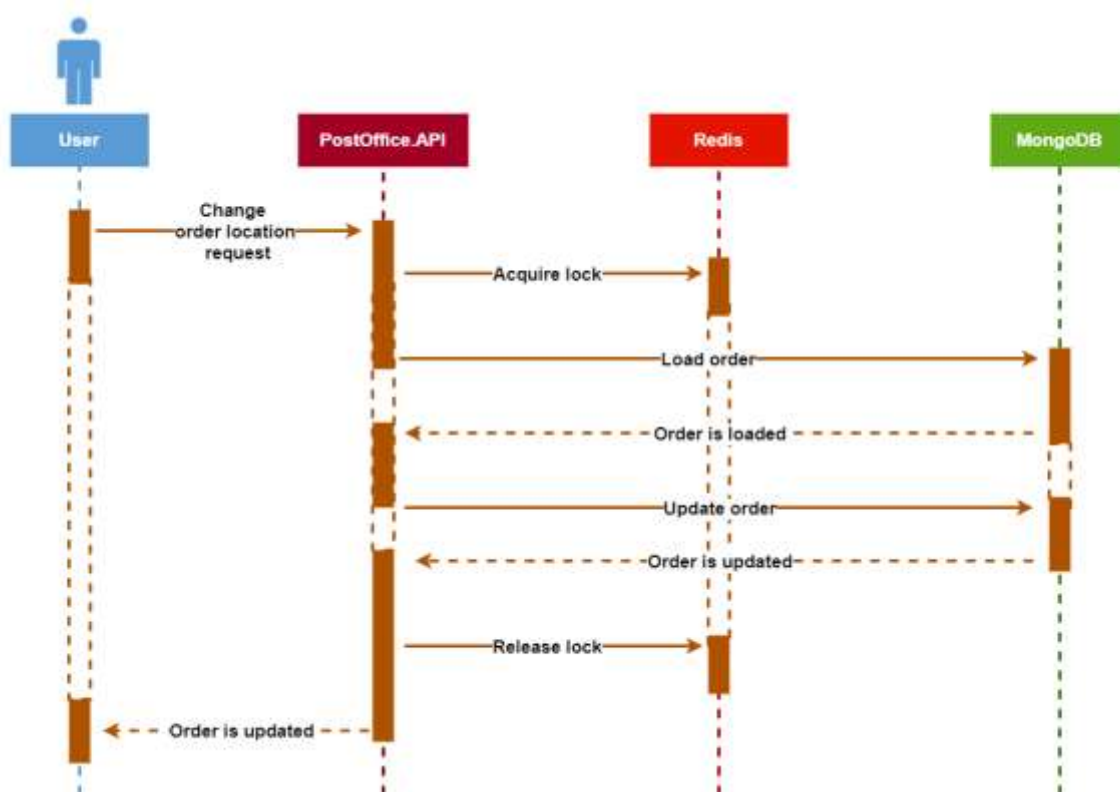 User
PostOffice.API
Redis
MongoDB
Change
order location
request
Acquire lock
Load order
Order is loaded
Update order
Order is updated
Release lock
Order is updated